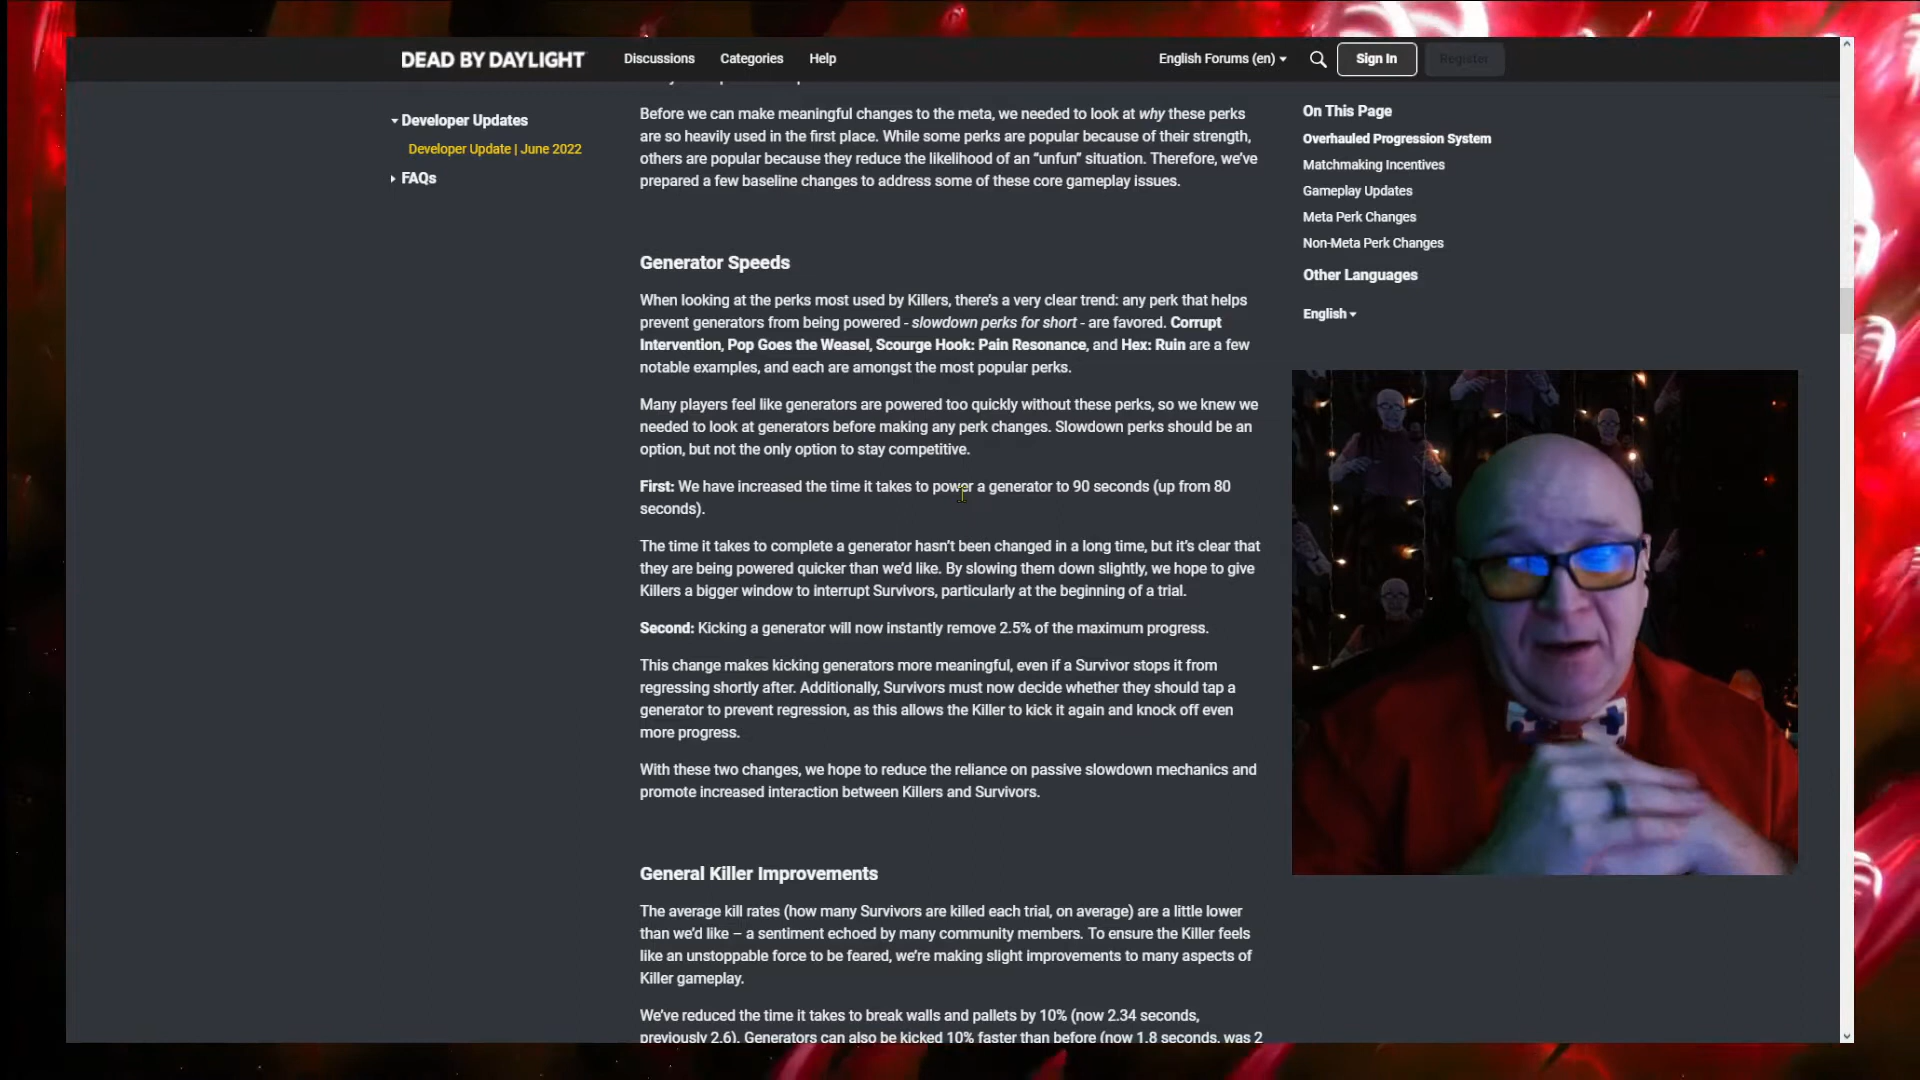 DEAD BY DAYLIGHT
Discussions
Categories
Help
English Forums (en)
Sign In
Register
Developer Updates
Developer Update | June 2022
FAQs
Before we can make meaningful changes to the meta, we needed to look at why these perks
are so heavily used in the first place. While some perks are popular because of their strength,
others are popular because they reduce the likelihood of an “unfun” situation. Therefore, we’ve
prepared a few baseline changes to address some of these core gameplay issues.
Generator Speeds
When looking at the perks most used by Killers, there’s a very clear trend: any perk that helps
prevent generators from being powered - slowdown perks for short - are favored. Corrupt
Intervention, Pop Goes the Weasel, Scourge Hook: Pain Resonance, and Hex: Ruin are a few
notable examples, and each are amongst the most popular perks.
Many players feel like generators are powered too quickly without these perks, so we knew we
needed to look at generators before making any perk changes. Slowdown perks should be an
option, but not the only option to stay competitive.
First: We have increased the time it takes to power a generator to 90 seconds (up from 80
seconds).
The time it takes to complete a generator hasn’t been changed in a long time, but it’s clear that
they are being powered quicker than we’d like. By slowing them down slightly, we hope to give
Killers a bigger window to interrupt Survivors, particularly at the beginning of a trial.
Second: Kicking a generator will now instantly remove 2.5% of the maximum progress.
This change makes kicking generators more meaningful, even if a Survivor stops it from
regressing shortly after. Additionally, Survivors must now decide whether they should tap a
generator to prevent regression, as this allows the Killer to kick it again and knock off even
more progress.
With these two changes, we hope to reduce the reliance on passive slowdown mechanics and
promote increased interaction between Killers and Survivors.
General Killer Improvements
The average kill rates (how many Survivors are killed each trial, on average) are a little lower
than we’d like – a sentiment echoed by many community members. To ensure the Killer feels
like an unstoppable force to be feared, we’re making slight improvements to many aspects of
Killer gameplay.
We’ve reduced the time it takes to break walls and pallets by 10% (now 2.34 seconds,
previously 2.6). Generators can also be kicked 10% faster than before (now 1.8 seconds, was 2
On This Page
Overhauled Progression System
Matchmaking Incentives
Gameplay Updates
Meta Perk Changes
Non-Meta Perk Changes
Other Languages
English